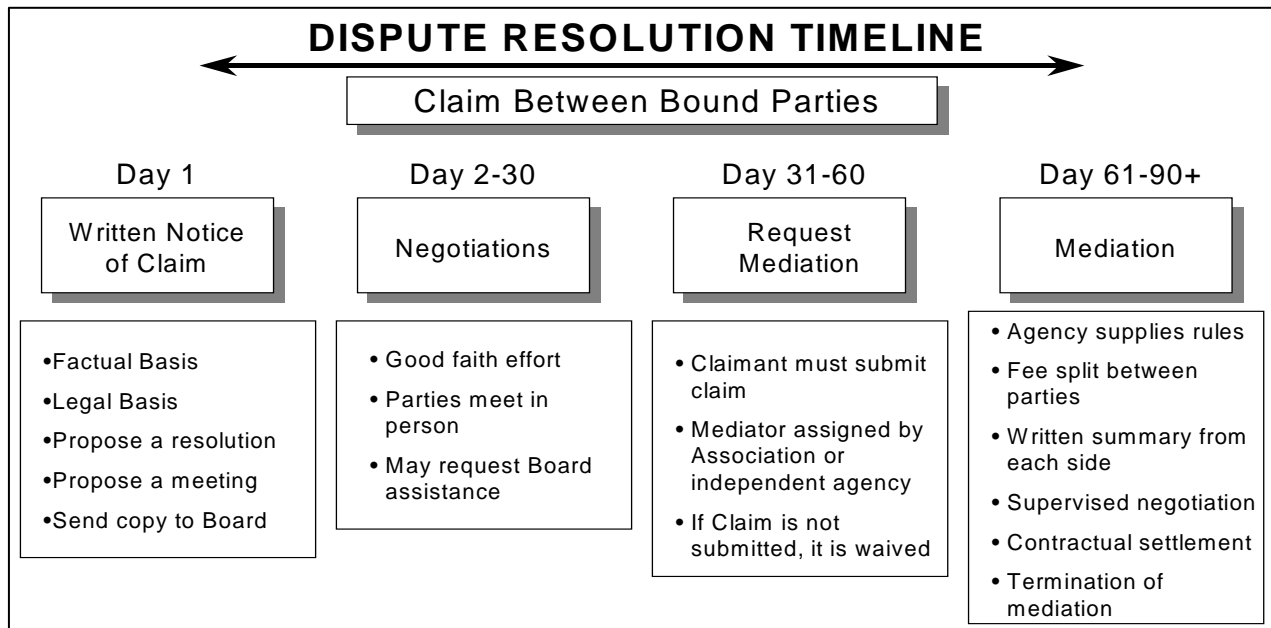 DISPUTE RESOLUTION TIMELINE
Claim Between Bound Parties
Day 1
Written Notice
of Claim
•Factual Basis
•Legal Basis
•Propose a resolution
•Propose a meeting
•Send copy to Board
Day 2-30
Negotiations
• Good faith effort
• Parties meet in
person
• May request Board
assistance
Day 31-60
Request
Mediation
• Claimant must submit
claim
• Mediator assigned by
Association or
independent agency
• If Claim is not
submitted, it is waived
Day 61-90+
Mediation
• Agency supplies rules
• Fee split between
parties
• Written summary from
each side
• Supervised negotiation
• Contractual settlement
• Termination of
mediation